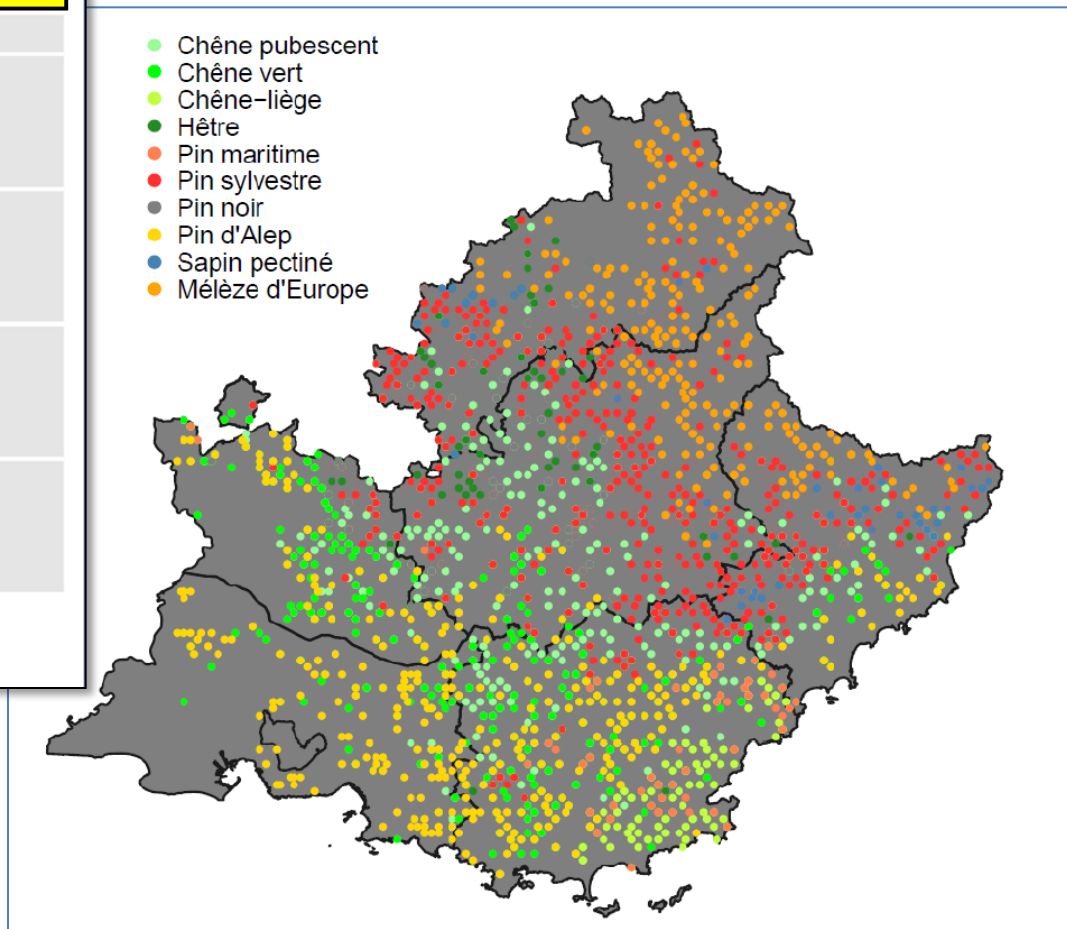 Chêne pubescent
Chêne vert
Chêne−liège
Hêtre
Pin maritime
Pin sylvestre
Pin noir
Pin d'Alep
Sapin pectiné
Mélèze d'Europe